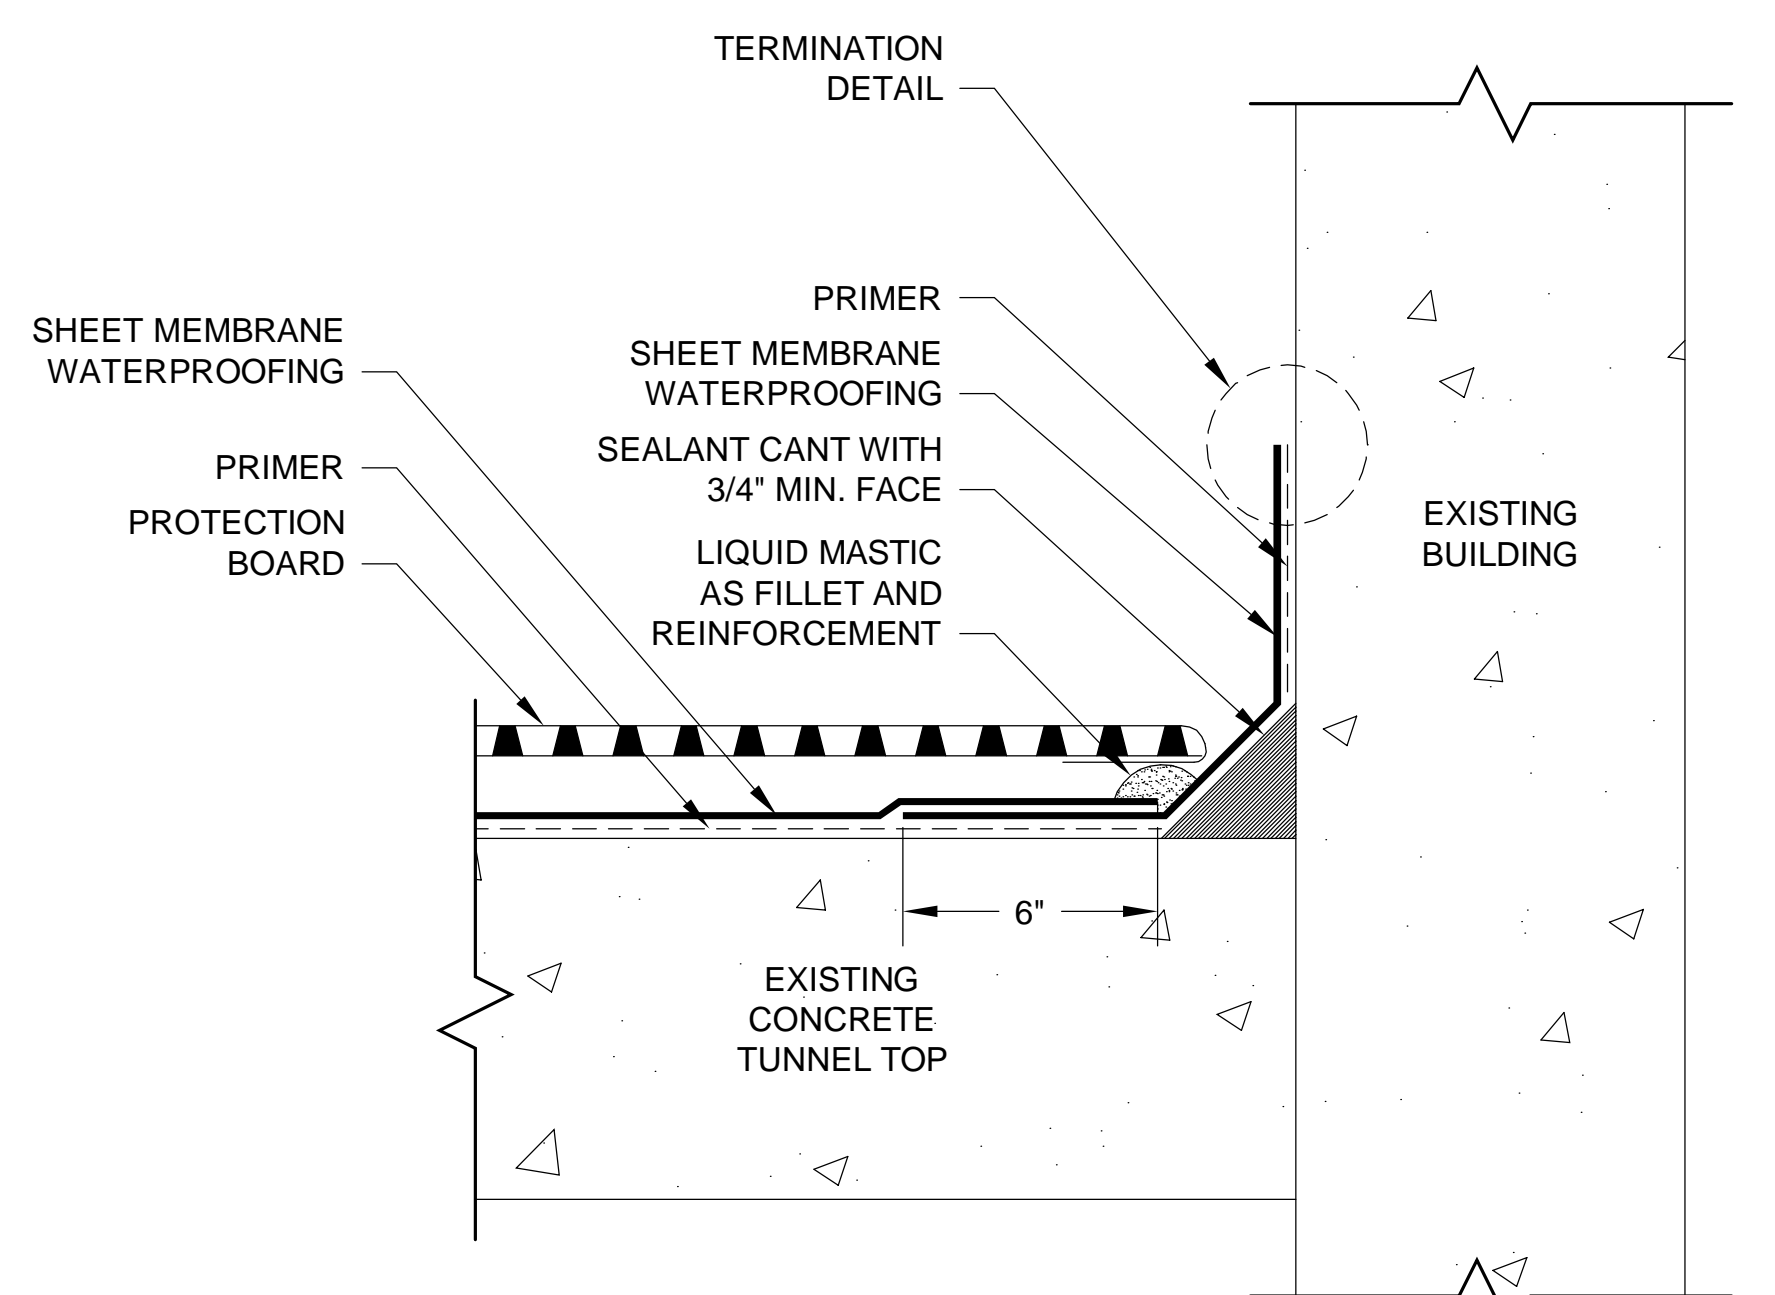 TERMINATION
DETAIL
PRIMER
SHEET MEMBRANE
WATERPROOFING
SEALANT CANT WITH
3/4" MIN. FACE
LIQUID MASTIC
AS FILLET AND
REINFORCEMENT
SHEET MEMBRANE
WATERPROOFING
PRIMER
PROTECTION
BOARD
EXISTING
BUILDING
6"
EXISTING
CONCRETE
TUNNEL TOP